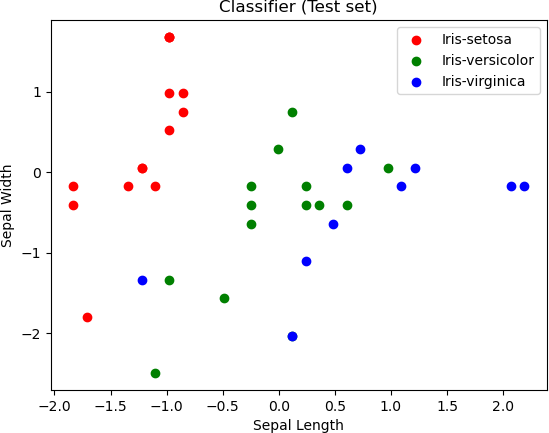 Classifier (Test set)
Iris-setosa
Iris-versicolor
Iris-virginica
Sepal Width
1
0
−1
−2
−2.0 −1.5 −1.0 −0.5 0.0 0.5 1.0 1.5 2.0
Sepal Length